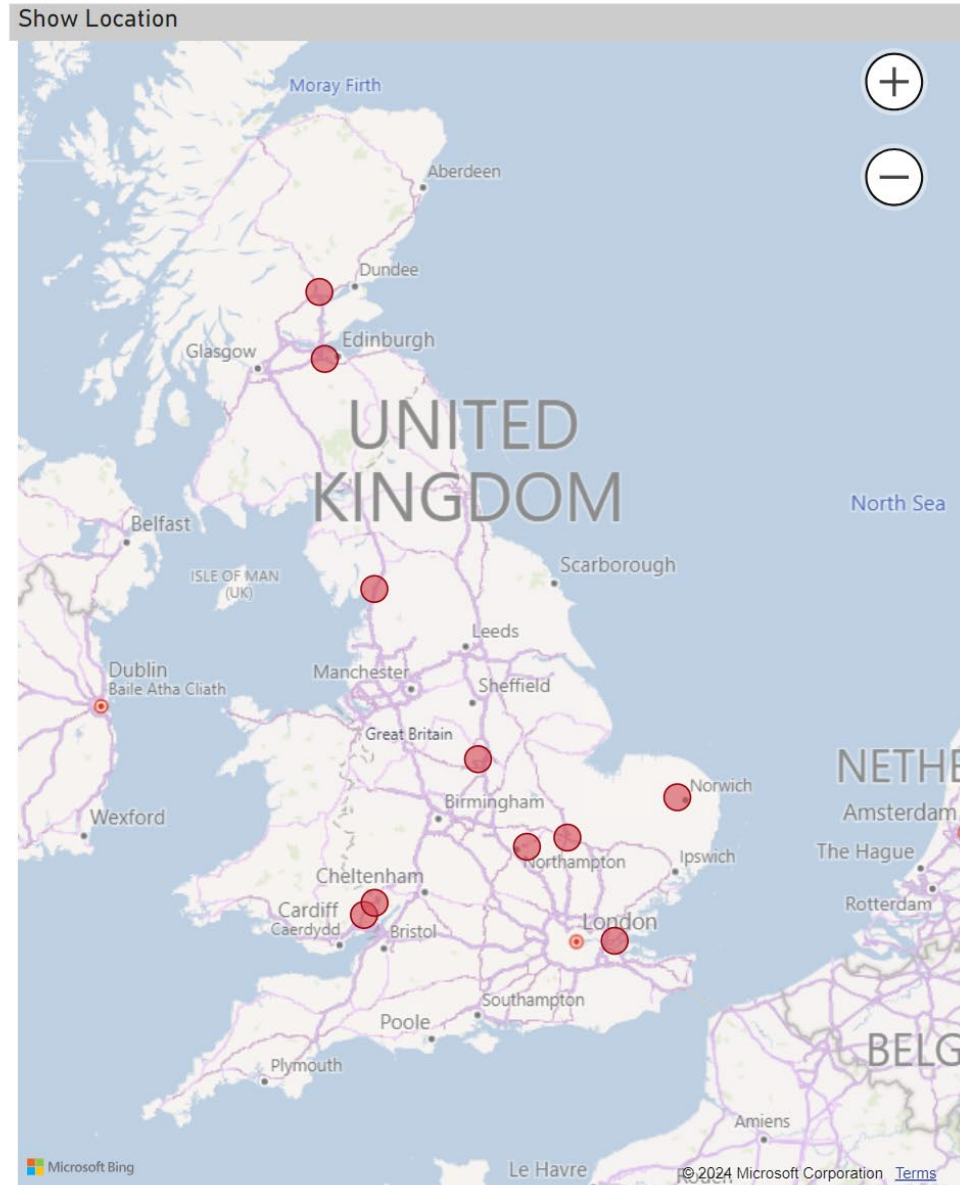 Show Location
Moray Firth
+
−
Aberdeen
Dundee
Edinburgh
Glasgow
UNITED
KINGDOM
North Sea
Belfast
Scarborough
ISLE OF MAN
(UK)
Leeds
Dublin
Baile Atha Cliath
Manchester
Sheffield
Great Britain
NETHE
Norwich
Birmingham
Amsterdam
Wexford
The Hague
Northampton
Ipswich
Cheltenham
Rotterdam
Cardiff
Caerdydd
London
Bristol
Southampton
Poole
BELG
Plymouth
Amiens
Microsoft Bing
Le Havre
Rouen
© 2024 Microsoft Corporation Terms